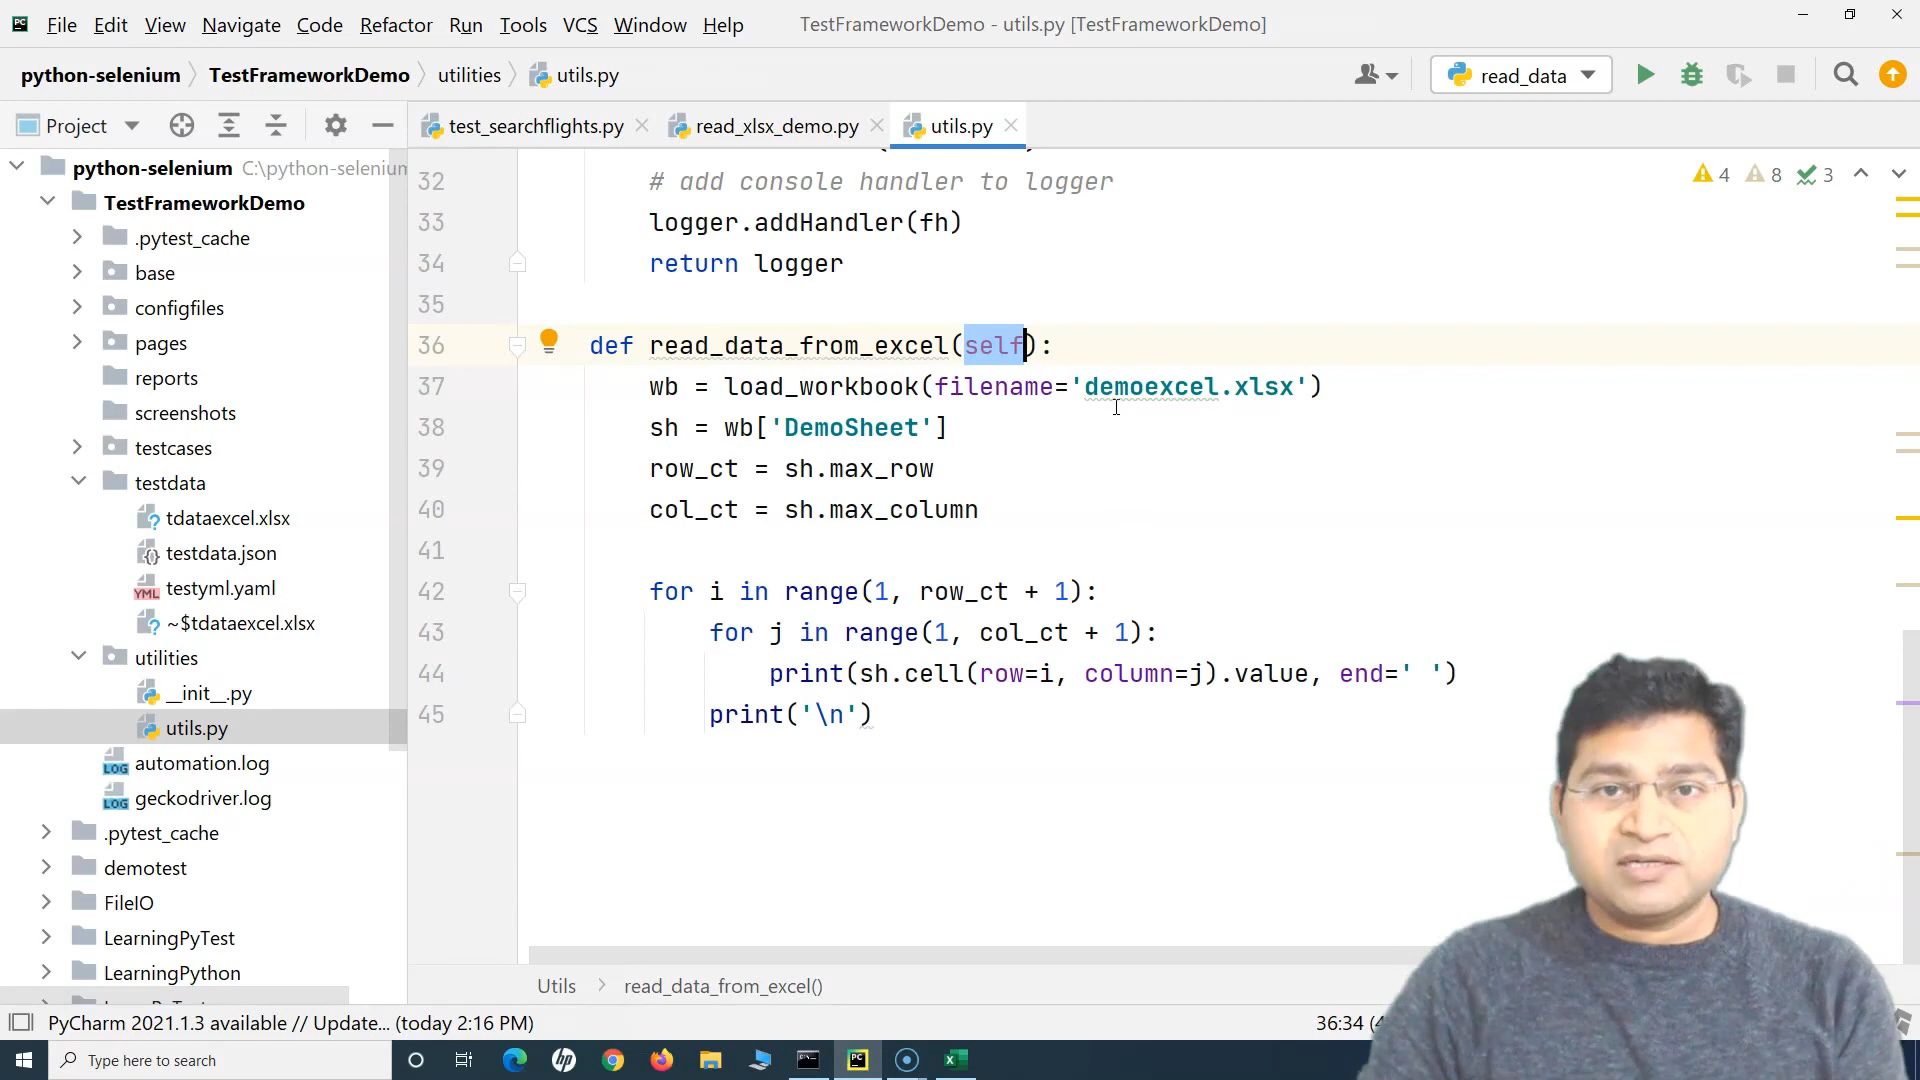 File Edit View Navigate Code Refactor Run Tools VCS Window Help TestFrameworkDemo - utils.py [TestFrameworkDemo]
python-selenium TestFrameworkDemo utilities utils.py read_data
Project test_searchflights.py read_xlsx_demo.py utils.py
python-selenium C:\python-selenium
TestFrameworkDemo
.pytest_cache
base
configfiles
pages
reports
screenshots
testcases
testdata
tdataexcel.xlsx
testdata.json
testyml.yaml
~$tdataexcel.xlsx
utilities
__init__.py
utils.py
automation.log
geckodriver.log
.pytest_cache
demotest
FileIO
LearningPyTest
LearningPython
4 8 3
32 # add console handler to logger
33 logger.addHandler(fh)
34 return logger
35
36 def read_data_from_excel(self):
37 wb = load_workbook(filename='demoexcel.xlsx')
38 sh = wb['DemoSheet']
39 row_ct = sh.max_row
40 col_ct = sh.max_column
41
42 for i in range(1, row_ct + 1):
43 for j in range(1, col_ct + 1):
44 print(sh.cell(row=i, column=j).value, end=' ')
45 print('\n')
Utils read_data_from_excel()
PyCharm 2021.1.3 available // Update... (today 2:16 PM) 36:34
Type here to search